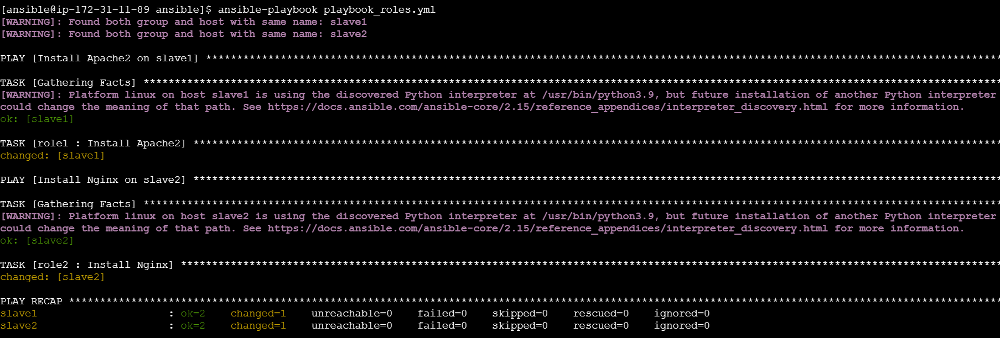 [ansible@ip-172-31-11-89 ansible]$ ansible-playbook playbook_roles.yml
[WARNING]: Found both group and host with same name: slave1
[WARNING]: Found both group and host with same name: slave2
PLAY [Install Apache2 on slave1] ********************************************************************************************************************************
TASK [Gathering Facts] ******************************************************************************************************************************************
[WARNING]: Platform linux on host slave1 is using the discovered Python interpreter at /usr/bin/python3.9, but future installation of another Python interpreter
could change the meaning of that path. See https://docs.ansible.com/ansible-core/2.15/reference_appendices/interpreter_discovery.html for more information.
ok: [slave1]
TASK [role1 : Install Apache2] **********************************************************************************************************************************
changed: [slave1]
PLAY [Install Nginx on slave2] **********************************************************************************************************************************
TASK [Gathering Facts] ******************************************************************************************************************************************
[WARNING]: Platform linux on host slave2 is using the discovered Python interpreter at /usr/bin/python3.9, but future installation of another Python interpreter
could change the meaning of that path. See https://docs.ansible.com/ansible-core/2.15/reference_appendices/interpreter_discovery.html for more information.
ok: [slave2]
TASK [role2 : Install Nginx] ************************************************************************************************************************************
changed: [slave2]
PLAY RECAP ******************************************************************************************************************************************************
slave1                     : ok=2    changed=1    unreachable=0    failed=0    skipped=0    rescued=0    ignored=0
slave2                     : ok=2    changed=1    unreachable=0    failed=0    skipped=0    rescued=0    ignored=0